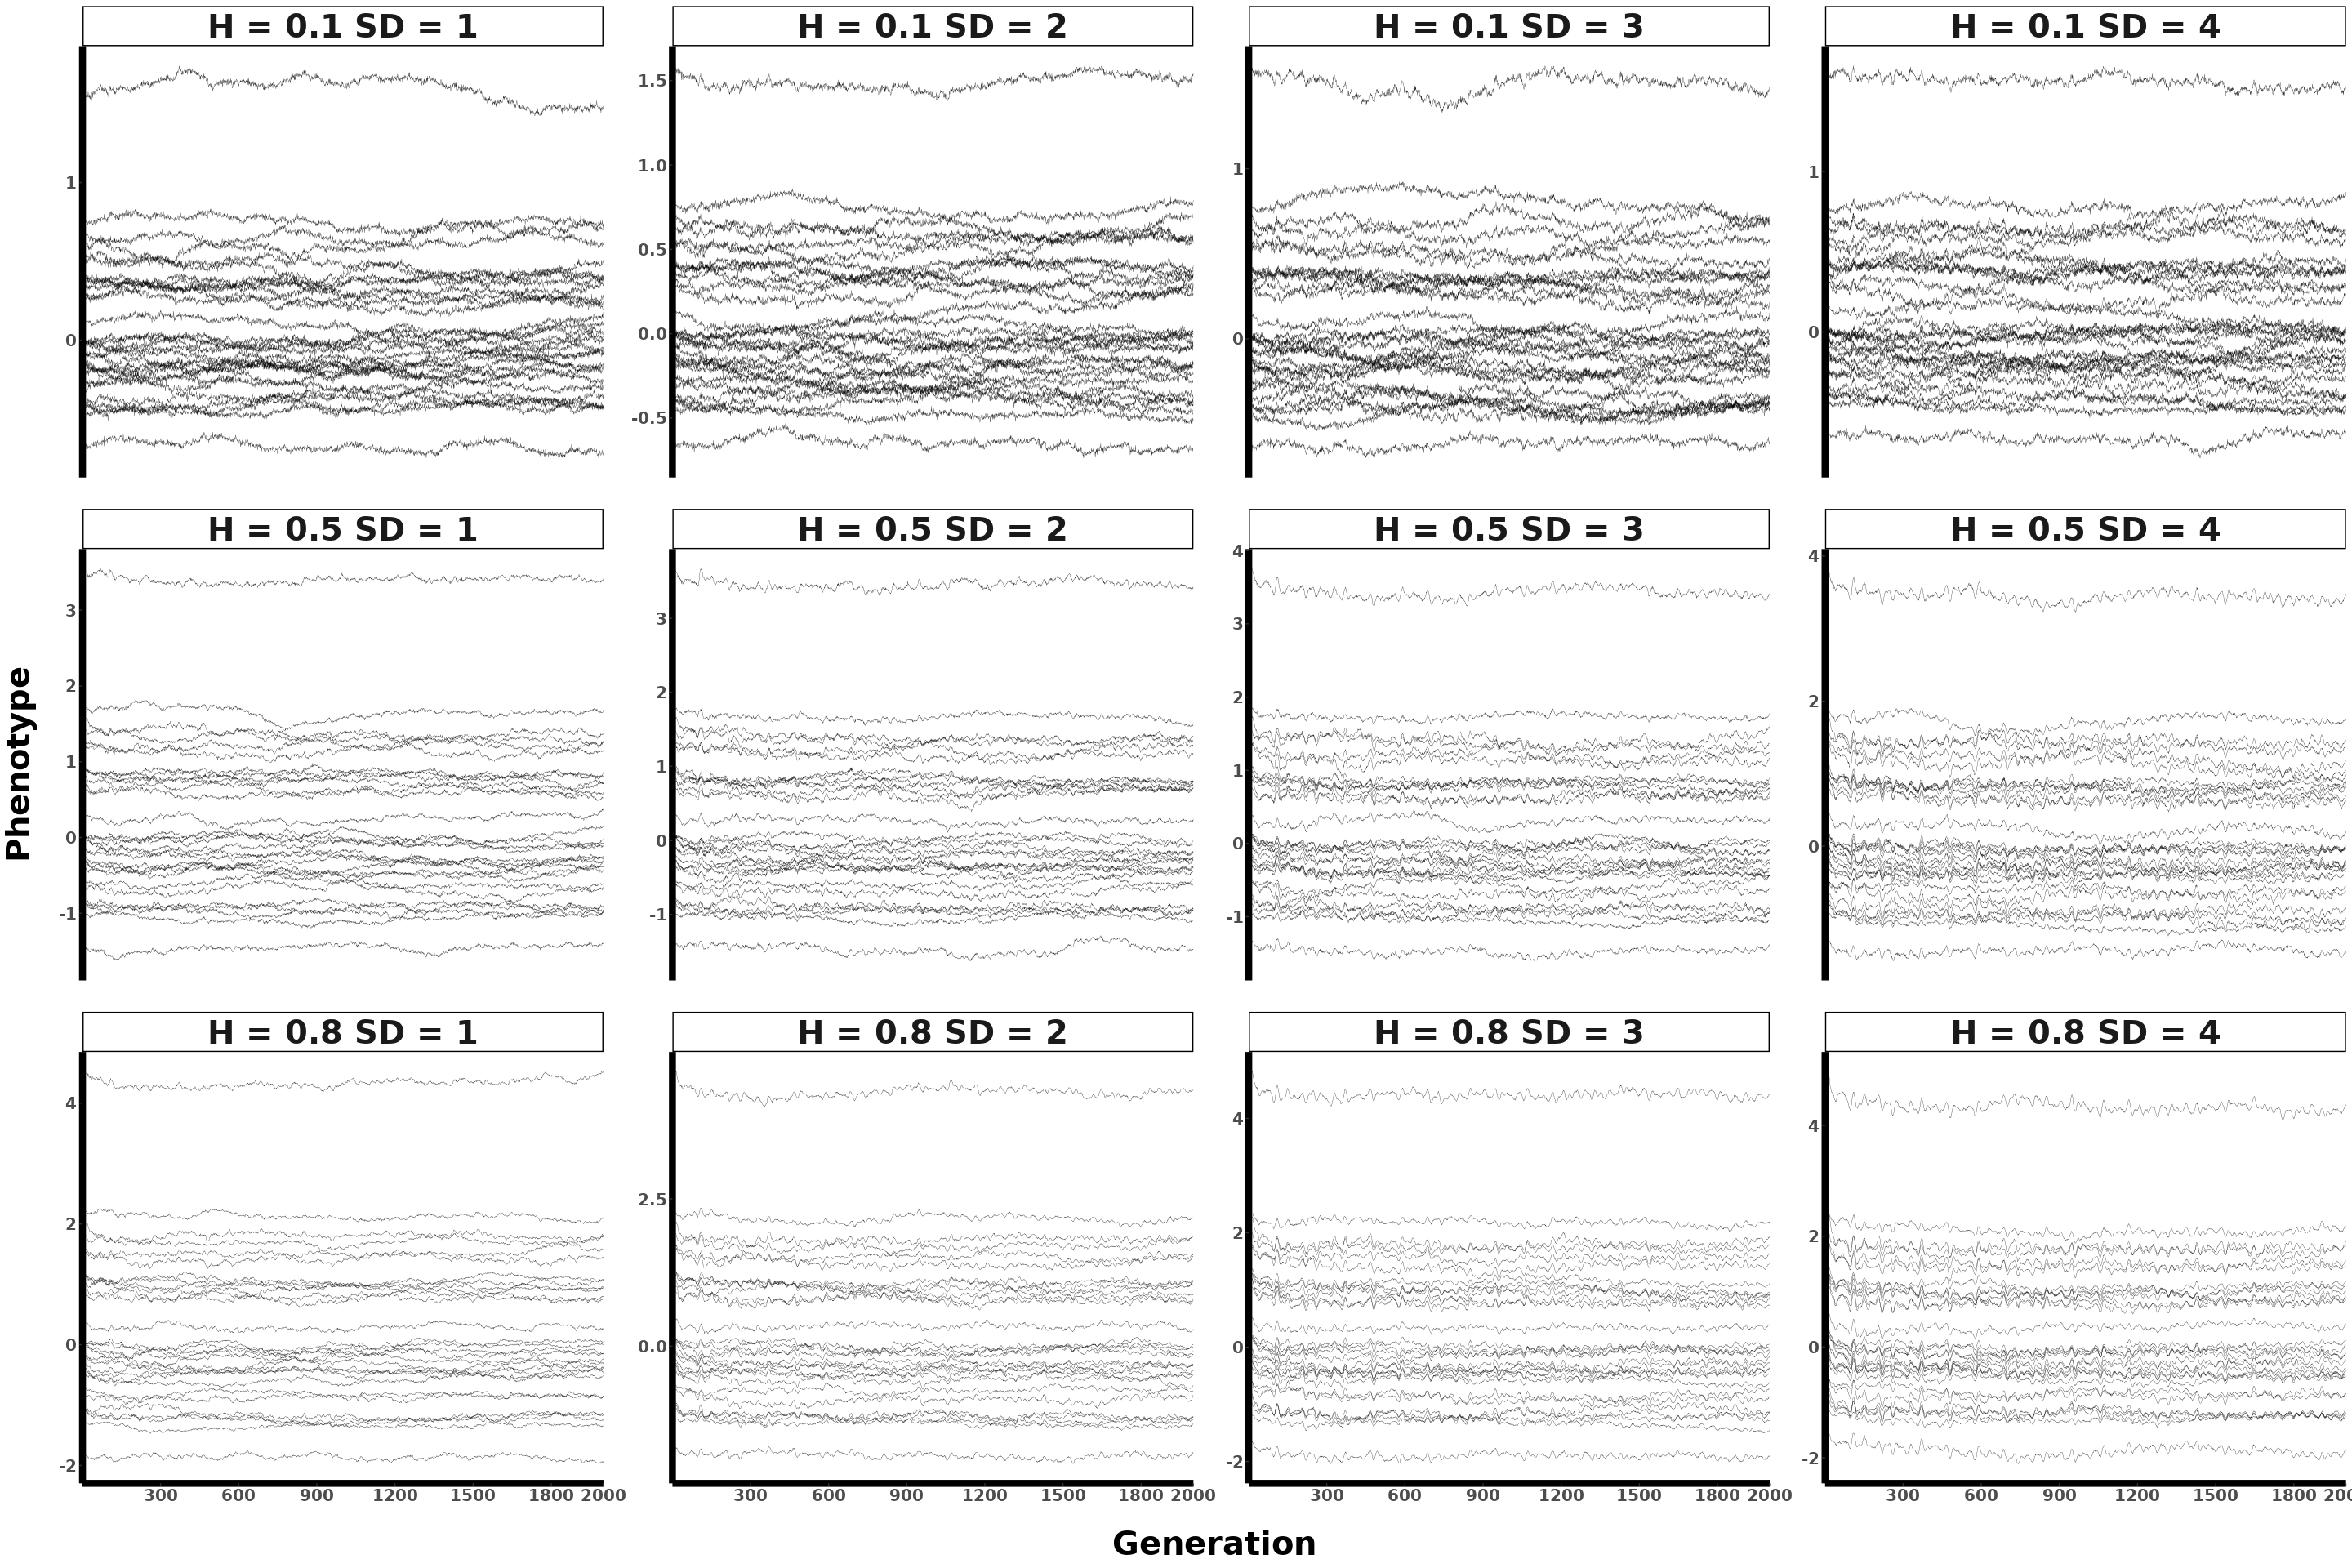 H = 0.1 SD = 1
H = 0.1 SD = 2
H = 0.1 SD = 3
H = 0.1 SD = 4
1
0
1.5
1.0
0.5
0.0
-0.5
1
0
1
0
H = 0.5 SD = 1
H = 0.5 SD = 2
H = 0.5 SD = 3
H = 0.5 SD = 4
3
2
1
0
-1
3
2
1
0
-1
4
3
2
1
0
-1
4
2
0
Phenotype
H = 0.8 SD = 1
H = 0.8 SD = 2
H = 0.8 SD = 3
H = 0.8 SD = 4
4
2
0
-2
2.5
0.0
4
2
0
-2
4
2
0
-2
300 600 900 1200 1500 1800 2000
300 600 900 1200 1500 1800 2000
300 600 900 1200 1500 1800 2000
300 600 900 1200 1500 1800 200
Generation